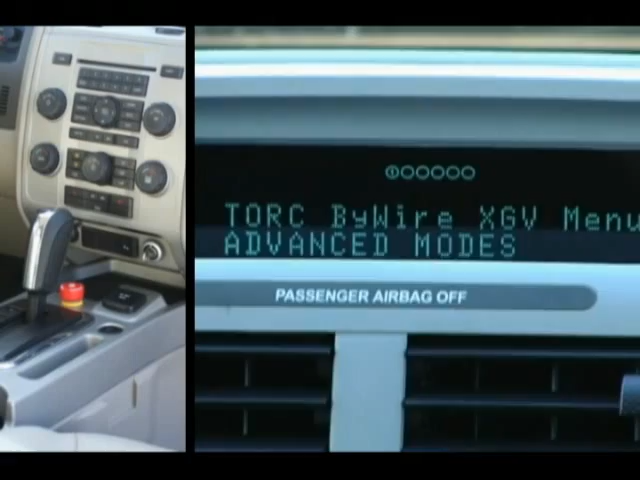 TORC ByWire XGV Menu
ADVANCED MODES
PASSENGER AIRBAG OFF